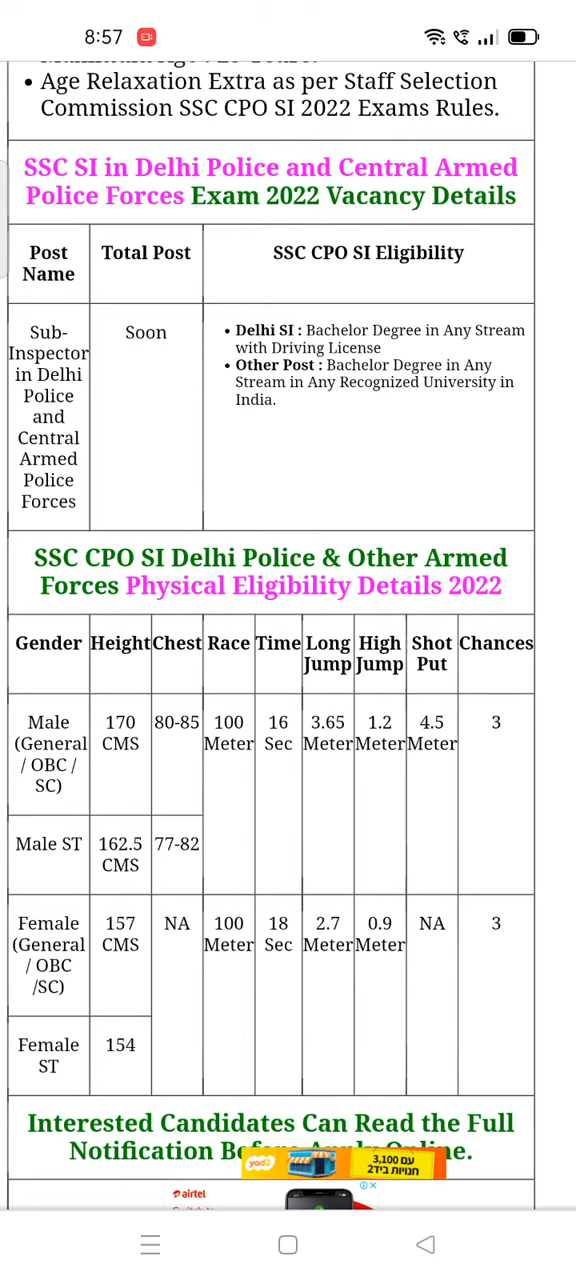 8:57
• Age Relaxation Extra as per Staff Selection
Commission SSC CPO SI 2022 Exams Rules.
SSC SI in Delhi Police and Central Armed
Police Forces Exam 2022 Vacancy Details
Post
Name
Total Post
SSC CPO SI Eligibility
Sub-
Inspector
in Delhi
Police
and
Central
Armed
Police
Forces
Soon
• Delhi SI : Bachelor Degree in Any Stream
with Driving License
• Other Post : Bachelor Degree in Any
Stream in Any Recognized University in
India.
SSC CPO SI Delhi Police & Other Armed
Forces Physical Eligibility Details 2022
Gender Height Chest Race Time Long High Shot Chances
Jump Jump Put
Male 170 80-85 100 16 3.65 1.2 4.5 3
(General CMS Meter Sec Meter Meter Meter
/ OBC /
SC)
Male ST 162.5 77-82
CMS
Female 157 NA 100 18 2.7 0.9 NA 3
(General CMS Meter Sec Meter Meter
/ OBC
/SC)
Female 154
ST
Interested Candidates Can Read the Full
Notification
yad2
עם 3,100
חנויות ביד2
airtel